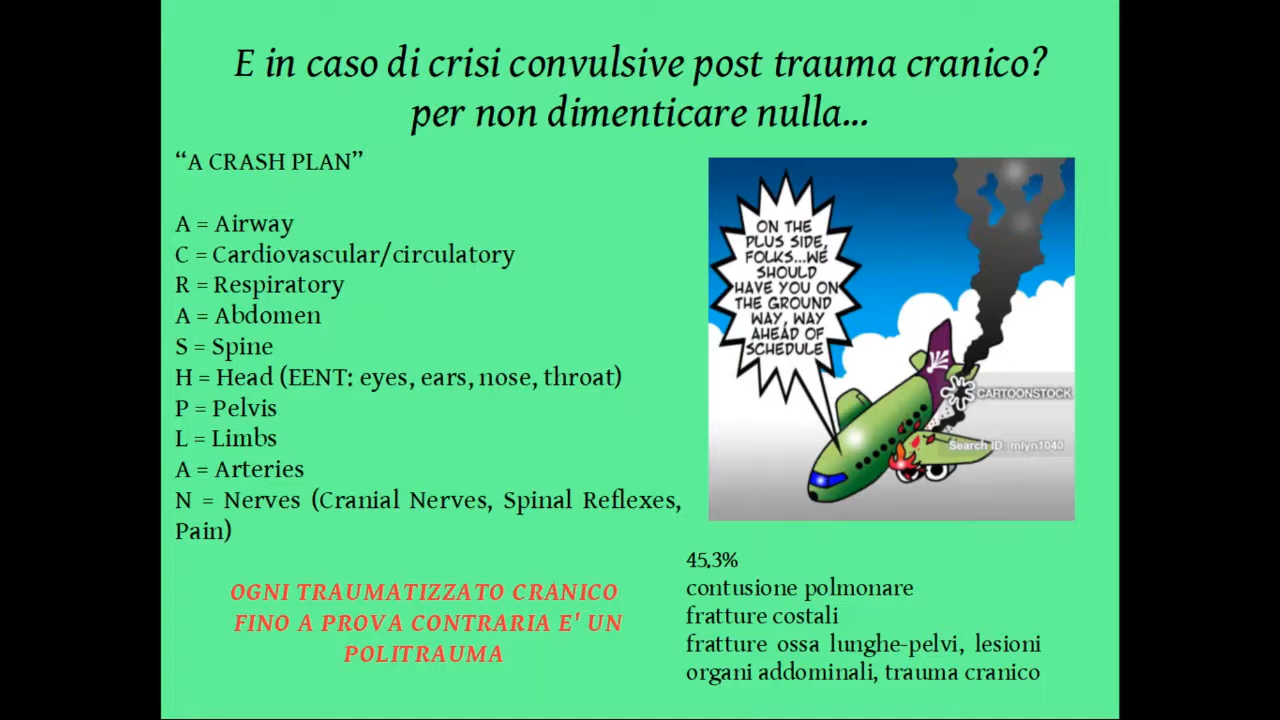 E in caso di crisi convulsive post trauma cranico?
per non dimenticare nulla...
“A CRASH PLAN”
A = Airway
C = Cardiovascular/circulatory
R = Respiratory
A = Abdomen
S = Spine
H = Head (EENT: eyes, ears, nose, throat)
P = Pelvis
L = Limbs
A = Arteries
N = Nerves (Cranial Nerves, Spinal Reflexes,
Pain)
OGNI TRAUMATIZZATO CRANICO
FINO A PROVA CONTRARIA E' UN
POLITRAUMA
ON THE
PLUS SIDE,
FOLKS...WE
SHOULD
HAVE YOU ON
THE GROUND
WAY, WAY
AHEAD OF
SCHEDULE
CARTOONSTOCK
Search ID: mlyn1040
45,3%
contusione polmonare
fratture costali
fratture ossa lunghe-pelvi, lesioni
organi addominali, trauma cranico